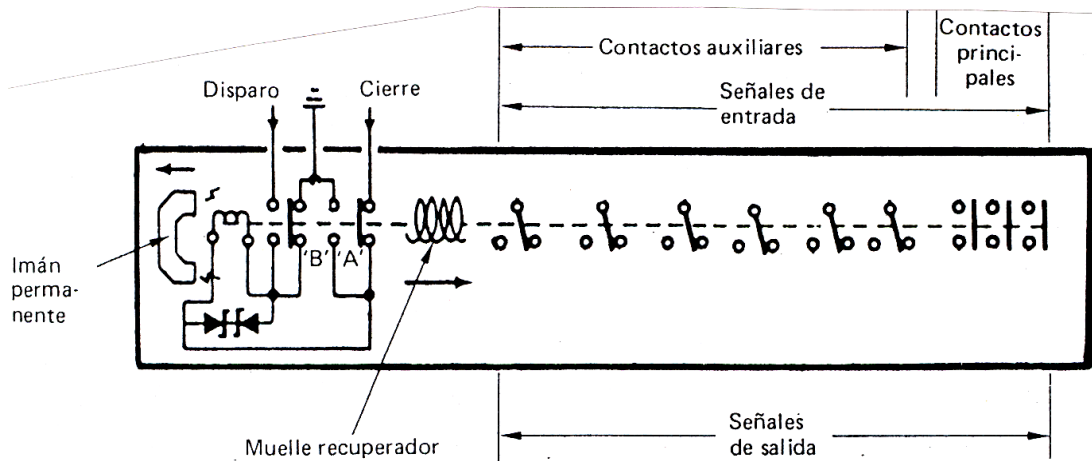 Contactos auxiliares
Contactos
princi-
pales
Señales de
entrada
Disparo
Cierre
'B' 'A'
Imán
perma-
nente
Muelle recuperador
Señales
de salida